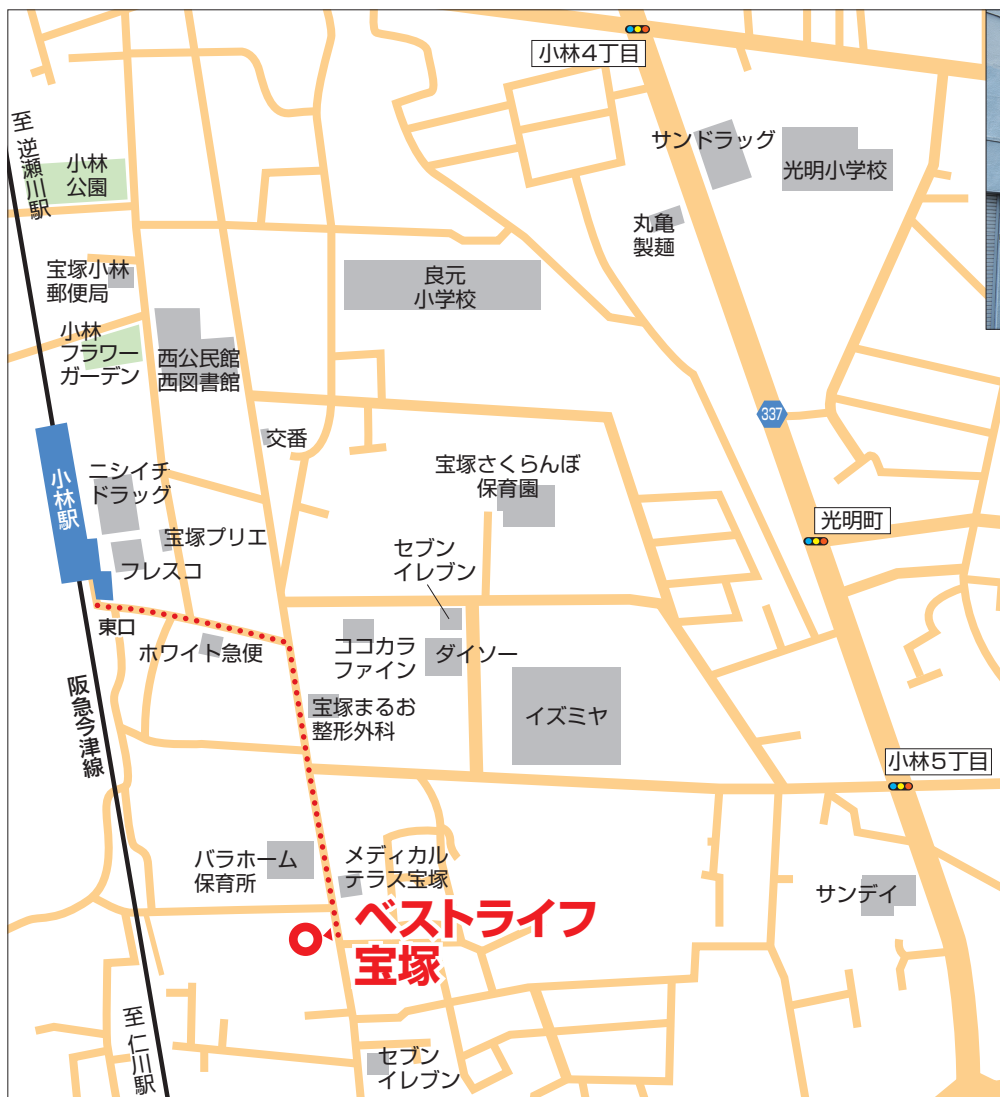 小林4丁目
至 逆瀬川駅
小林
公園
サンドラッグ
光明小学校
丸亀
製麺
宝塚小林
郵便局
良元
小学校
小林
フラワー
ガーデン
西公民館
西図書館
337
交番
小林駅
ニシイチ
ドラッグ
宝塚さくらんぼ
保育園
光明町
宝塚プリエ
フレスコ
セブン
イレブン
東口
ホワイト急便
ココカラ
ファイン
ダイソー
阪急今津線
宝塚まるお
整形外科
イズミヤ
小林5丁目
バラホーム
保育所
メディカル
テラス宝塚
サンデイ
ベストライフ
宝塚
至 仁川駅
セブン
イレブン